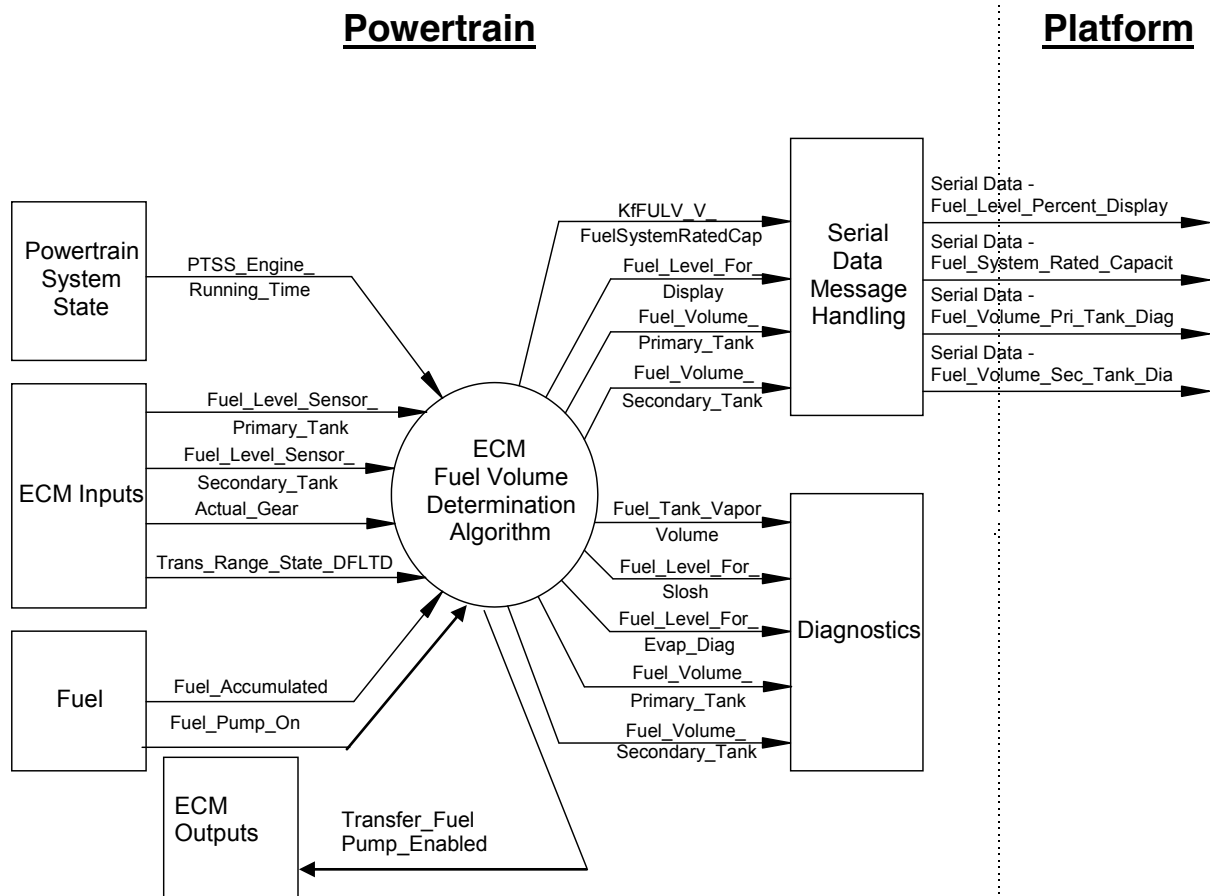 Powertrain
Platform
Powertrain
System
State
PTSS_Engine_
Running_Time
ECM Inputs
Fuel_Level_Sensor_
Primary_Tank
Fuel_Level_Sensor_
Secondary_Tank
Actual_Gear
Trans_Range_State_DFLTD
Fuel
Fuel_Accumulated
Fuel_Pump_On
ECM
Outputs
Transfer_Fuel
Pump_Enabled
ECM
Fuel Volume
Determination
Algorithm
KfFULV_V_
FuelSystemRatedCap
Fuel_Level_For_
Display
Fuel_Volume_
Primary_Tank
Fuel_Volume_
Secondary_Tank
Serial
Data
Message
Handling
Serial Data -
Fuel_Level_Percent_Display
Serial Data -
Fuel_System_Rated_Capacit
Serial Data -
Fuel_Volume_Pri_Tank_Diag
Serial Data -
Fuel_Volume_Sec_Tank_Dia
Fuel_Tank_Vapor
Volume
Fuel_Level_For_
Slosh
Fuel_Level_For_
Evap_Diag
Fuel_Volume_
Primary_Tank
Fuel_Volume_
Secondary_Tank
Diagnostics